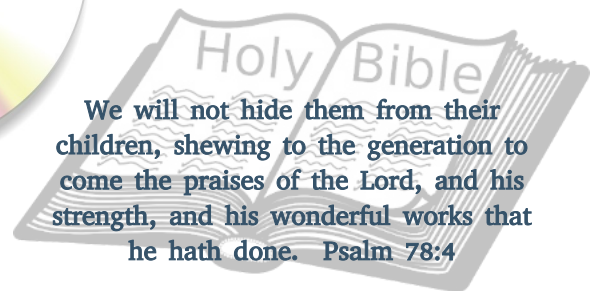 Holy Bible
We will not hide them from their
children, shewing to the generation to
come the praises of the Lord, and his
strength, and his wonderful works that
he hath done. Psalm 78:4